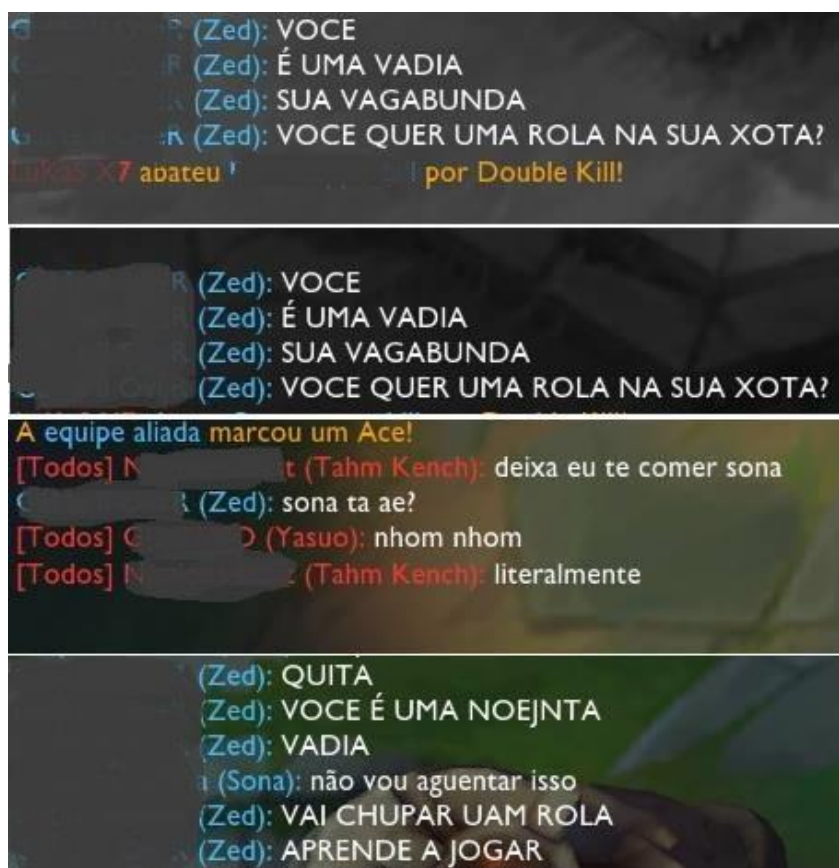 (Zed): VOCE
(Zed): É UMA VADIA
(Zed): SUA VAGABUNDA
(Zed): VOCE QUER UMA ROLA NA SUA XOTA?
abateu por Double Kill!
(Zed): VOCE
(Zed): É UMA VADIA
(Zed): SUA VAGABUNDA
(Zed): VOCE QUER UMA ROLA NA SUA XOTA?
A equipe aliada marcou um Ace!
[Todos] (Tahm Kench): deixa eu te comer sona
(Zed): sona ta ae?
[Todos] (Yasuo): nhom nhom
[Todos] (Tahm Kench): literalmente
(Zed): QUITA
(Zed): VOCE É UMA NOEJNTA
(Zed): VADIA
(Sona): não vou aguentar isso
(Zed): VAI CHUPAR UAM ROLA
(Zed): APRENDE A JOGAR